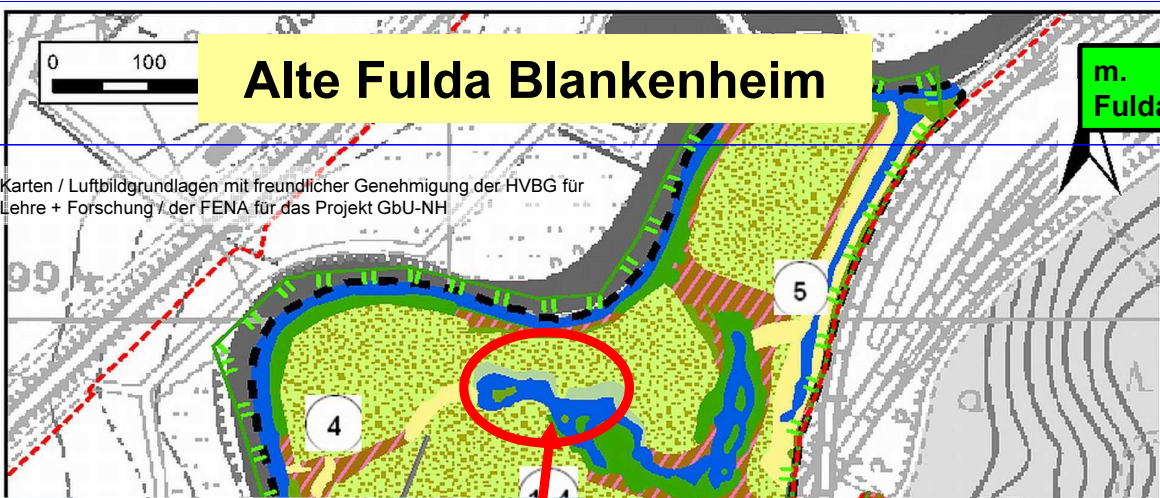 0 100
Alte Fulda Blankenheim
m.
Fulda
Karten / Luftbildgrundlagen mit freundlicher Genehmigung der HVBG für
Lehre + Forschung / der FENA für das Projekt GbU-NH
99,
5
4